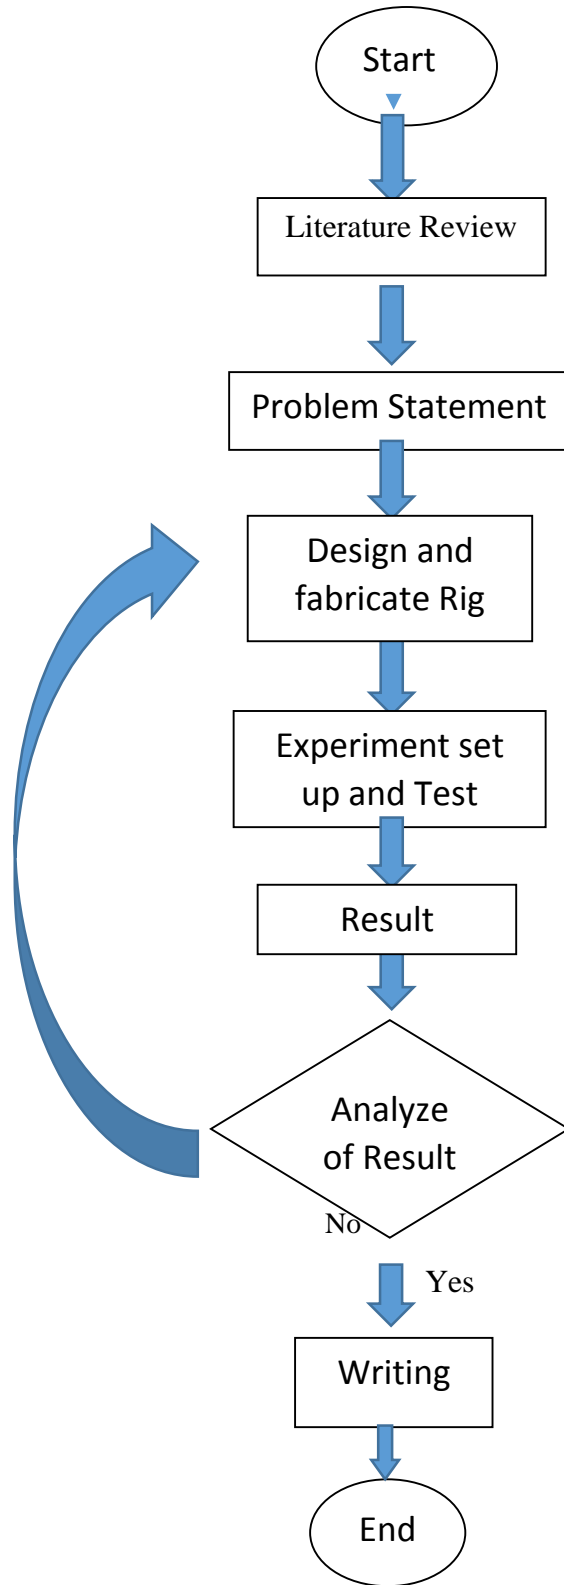 Start
Literature Review
Problem Statement
Design and
fabricate Rig
Experiment set
up and Test
Result
Analyze
of Result
No
Yes
Writing
End